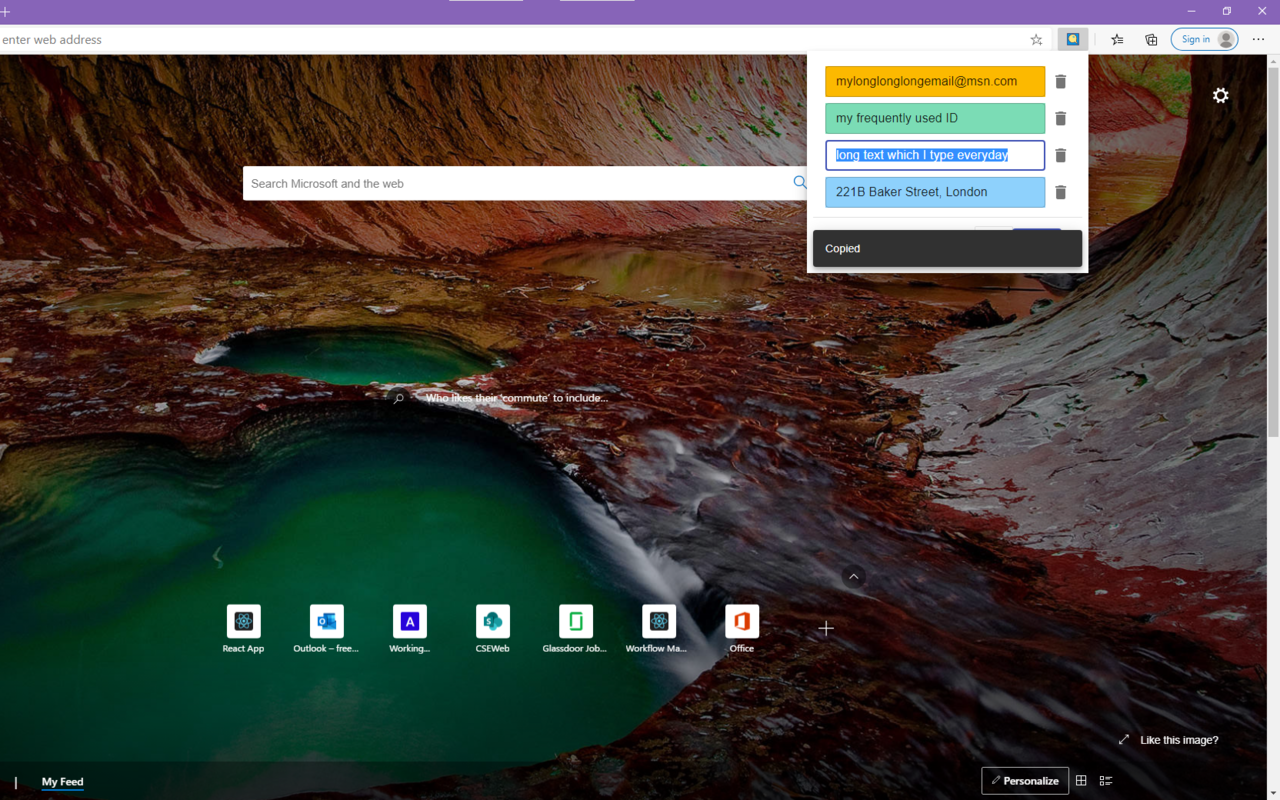 enter web address
Sign in
mylonglonglongemail@msn.com
my frequently used ID
long text which I type everyday
221B Baker Street, London
Copied
Search Microsoft and the web
Who likes their 'commute' to include...
React App
Outlook – free...
A
Working...
S
CSEWeb
Glassdoor Job...
Workflow Ma...
Office
Like this image?
My Feed
Personalize